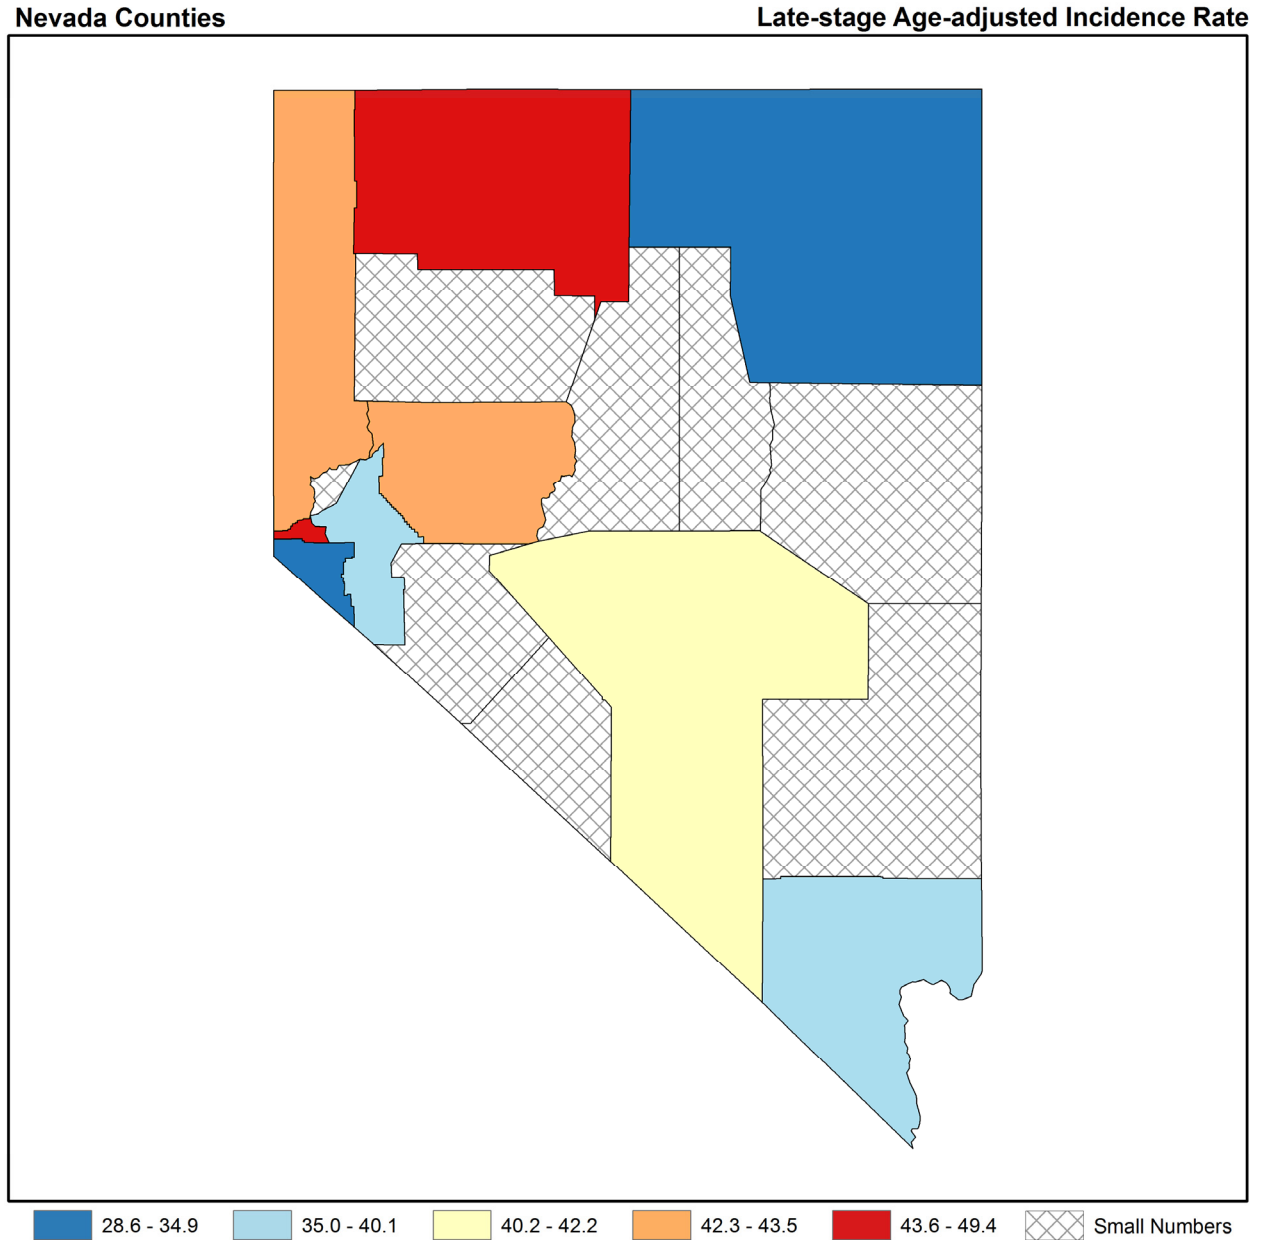 Nevada Counties
Late-stage Age-adjusted Incidence Rate
28.6 - 34.9
35.0 - 40.1
40.2 - 42.2
42.3 - 43.5
43.6 - 49.4
Small Numbers